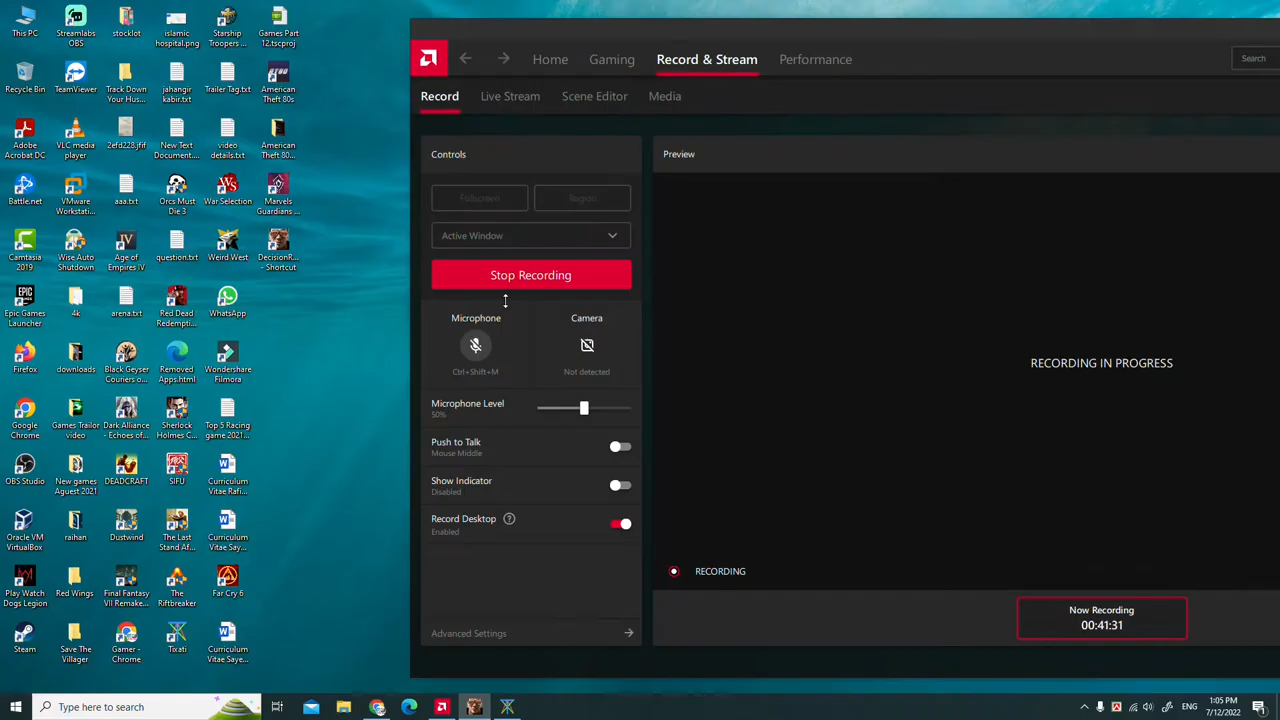 This PC
Streamlabs
OBS
stocklot
islamic
hospital.png
Starship
Troopers ...
Games Part
12.tscproj
Recycle Bin
TeamViewer
Track Down
Your Hus...
jahangir
kabir.txt
Trailer Tag.txt
American
Theft 80s
Adobe
Acrobat DC
VLC media
player
2efd228.jfif
New Text
Document....
video
details.txt
American
Theft 80...
Battle.net
VMware
Workstati...
aaa.txt
Orcs Must
Die 3
War Selection
Marvels
Guardians ...
Camtasia
2019
Wise Auto
Shutdown
Age of
Empires IV
question.txt
Weird West
DecisionR...
- Shortcut
Epic Games
Launcher
4k
arena.txt
Red Dead
Redempti...
WhatsApp
Firefox
downloads
Black Geyser
Couriers o...
Removed
Apps.html
Wondershare
Filmora
Google
Chrome
Games Tailor
video
Dark Alliance
- Echoes of...
Sherlock
Holmes C...
Top 5 Racing
game 2021...
OBS Studio
New games
Aguest 2021
DEADCRAFT
SIFU
Curriculum
Vitae Rafi...
Oracle VM
VirtualBox
raihan
Dustwind
The Last
Stand Af...
Curriculum
Vitae Say...
Play Watch
Dogs Legion
Red Wings
Final Fantasy
VII Remake...
The
Riftbreaker
Far Cry 6
Steam
Save The
Villager
Gamer -
Chrome
Tixati
Curriculum
Vitae Saye...
Home
Gaming
Record & Stream
Performance
Search
Record
Live Stream
Scene Editor
Media
Controls
Fullscreen
Region
Active Window
Stop Recording
Microphone
Camera
Ctrl+Shift+M
Not detected
Microphone Level
50%
Push to Talk
Mouse Middle
Show Indicator
Disabled
Record Desktop ?
Enabled
Advanced Settings
Preview
RECORDING IN PROGRESS
RECORDING
Now Recording
00:41:31
Type here to search
ENG
1:05 PM
7/12/2022
1